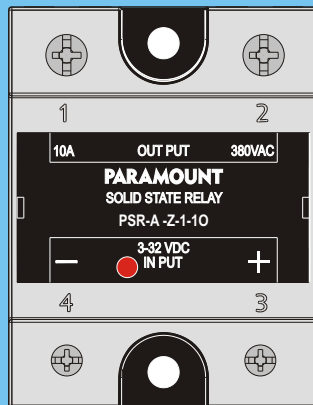 1 2
10A OUT PUT 380VAC
PARAMOUNT
SOLID STATE RELAY
PSR-A -Z-1-10
3-32 VDC
− IN PUT +
4 3